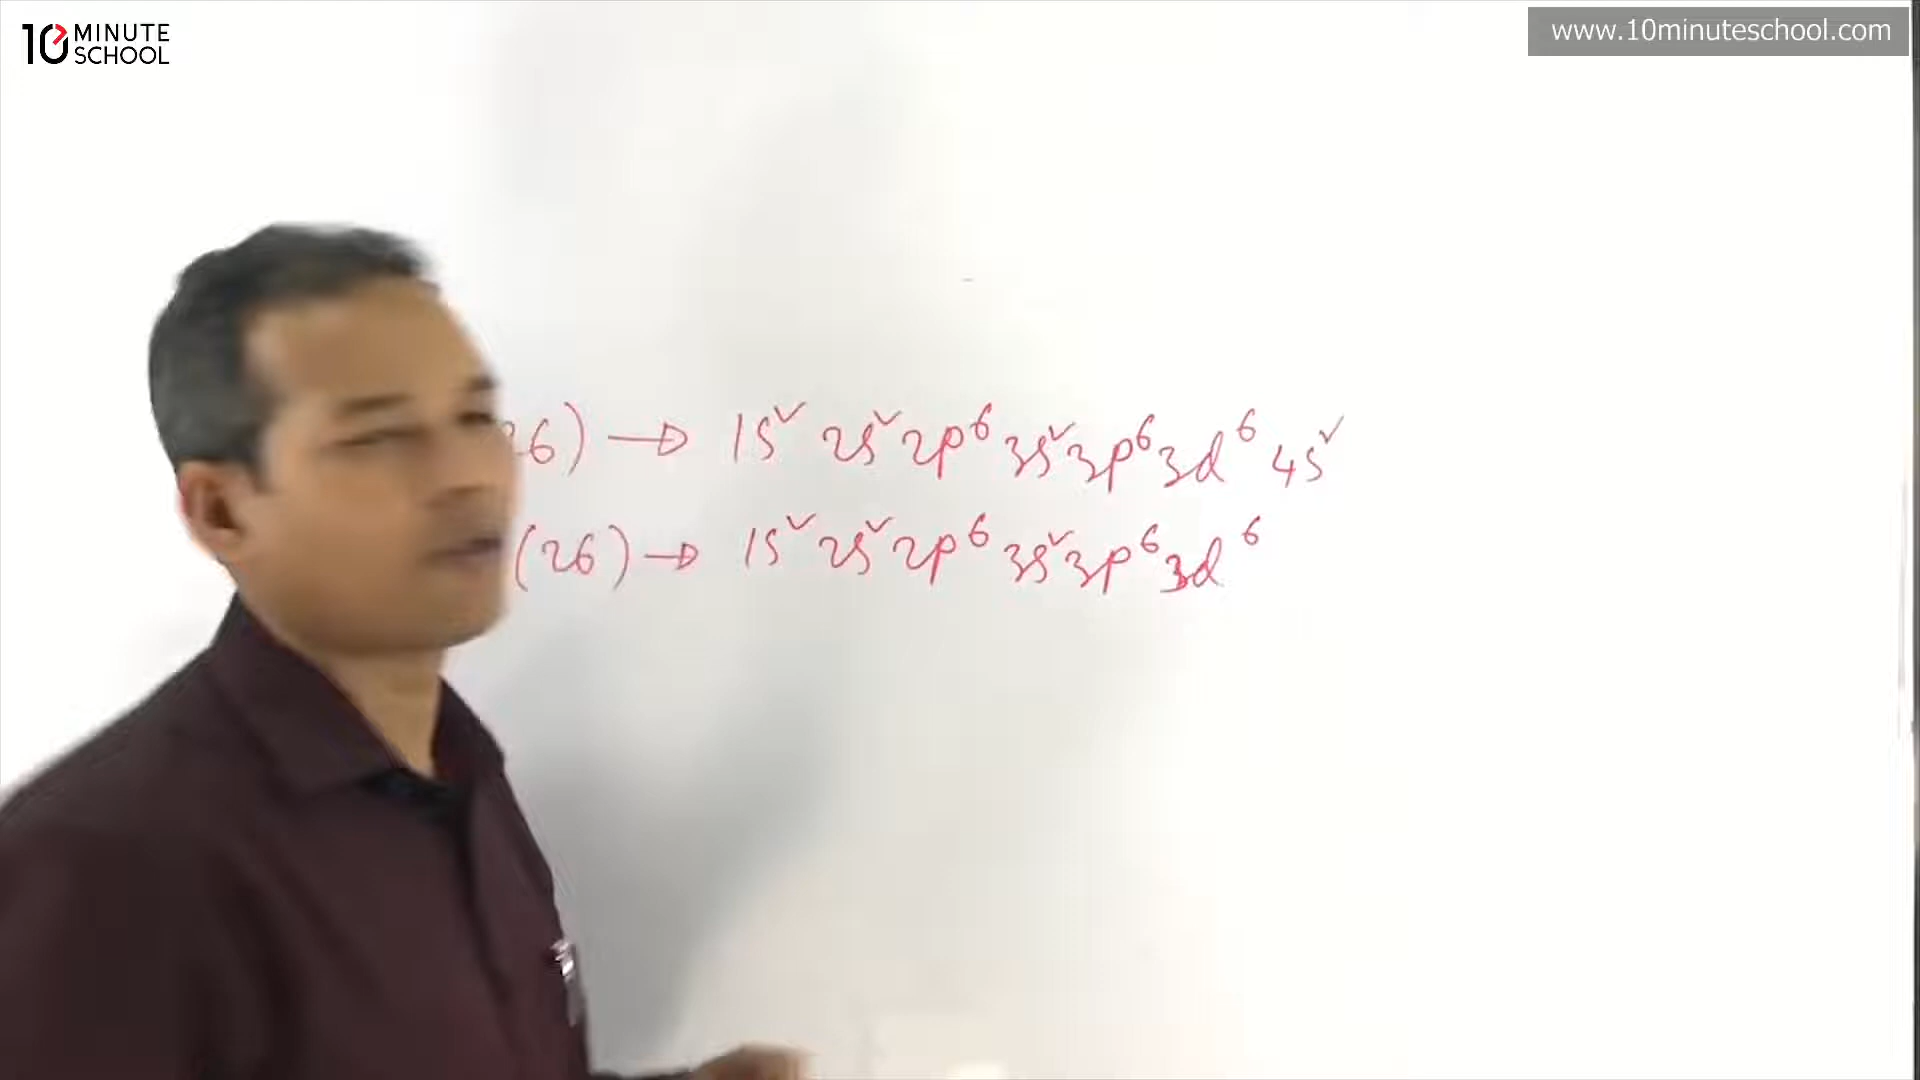 10 MINUTE SCHOOL
www.10minuteschool.com
26) → 1s² 2s² 2p⁶ 3s² 3p⁶ 3d⁶ 4s²
(26) → 1s² 2s² 2p⁶ 3s² 3p⁶ 3d⁶